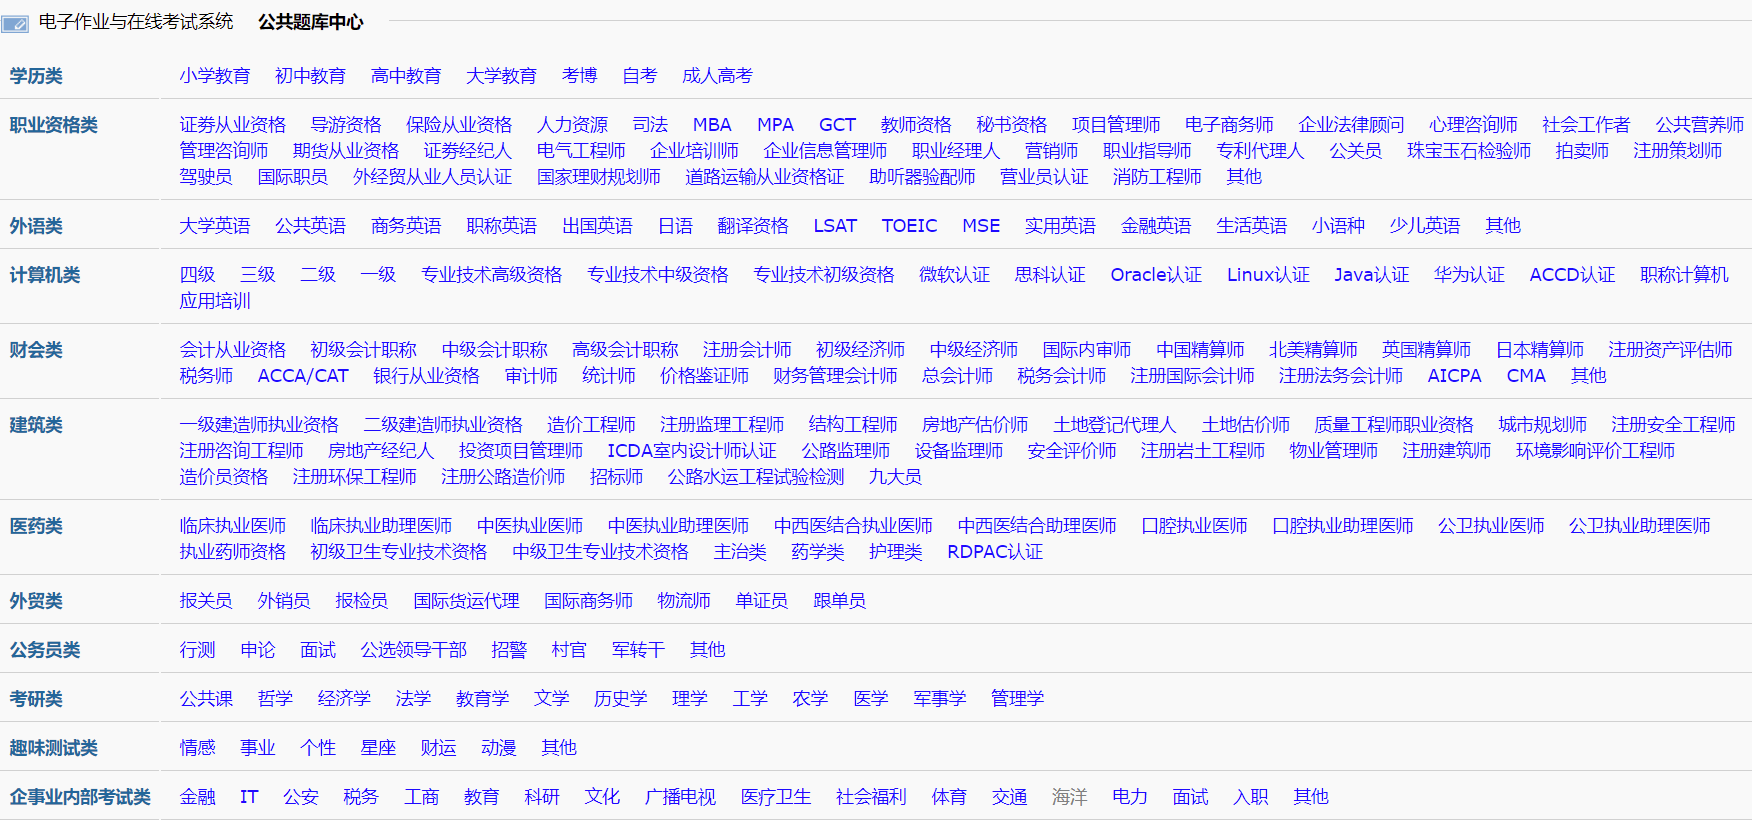 电子作业与在线考试系统 公共题库中心
学历类 小学教育 初中教育 高中教育 大学教育 考博 自考 成人高考
职业资格类 证券从业资格 导游资格 保险从业资格 人力资源 司法 MBA MPA GCT 教师资格 秘书资格 项目管理师 电子商务师 企业法律顾问 心理咨询师 社会工作者 公共营养师
管理咨询师 期货从业资格 证券经纪人 电气工程师 企业培训师 企业信息管理师 职业经理人 营销师 职业指导师 专利代理人 公关员 珠宝玉石检验师 拍卖师 注册策划师
驾驶员 国际职员 外经贸从业人员认证 国家理财规划师 道路运输从业资格证 助听器验配师 营业员认证 消防工程师 其他
外语类 大学英语 公共英语 商务英语 职称英语 出国英语 日语 翻译资格 LSAT TOEIC MSE 实用英语 金融英语 生活英语 小语种 少儿英语 其他
计算机类 四级 三级 二级 一级 专业技术高级资格 专业技术中级资格 专业技术初级资格 微软认证 思科认证 Oracle认证 Linux认证 Java认证 华为认证 ACCD认证 职称计算机
应用培训
财会类 会计从业资格 初级会计职称 中级会计职称 高级会计职称 注册会计师 初级经济师 中级经济师 国际内审师 中国精算师 北美精算师 英国精算师 日本精算师 注册资产评估师
税务师 ACCA/CAT 银行从业资格 审计师 统计师 价格鉴证师 财务管理会计师 总会计师 税务会计师 注册国际会计师 注册法务会计师 AICPA CMA 其他
建筑类 一级建造师执业资格 二级建造师执业资格 造价工程师 注册监理工程师 结构工程师 房地产估价师 土地登记代理人 土地估价师 质量工程师职业资格 城市规划师 注册安全工程师
注册咨询工程师 房地产经纪人 投资项目管理师 ICDA室内设计师认证 公路监理师 设备监理师 安全评价师 注册岩土工程师 物业管理师 注册建筑师 环境影响评价工程师
造价员资格 注册环保工程师 注册公路造价师 招标师 公路水运工程试验检测 九大员
医药类 临床执业医师 临床执业助理医师 中医执业医师 中医执业助理医师 中西医结合执业医师 中西医结合助理医师 口腔执业医师 口腔执业助理医师 公卫执业医师 公卫执业助理医师
执业药师资格 初级卫生专业技术资格 中级卫生专业技术资格 主治类 药学类 护理类 RDPAC认证
外贸类 报关员 外销员 报检员 国际货运代理 国际商务师 物流师 单证员 跟单员
公务员类 行测 申论 面试 公选领导干部 招警 村官 军转干 其他
考研类 公共课 哲学 经济学 法学 教育学 文学 历史学 理学 工学 农学 医学 军事学 管理学
趣味测试类 情感 事业 个性 星座 财运 动漫 其他
企事业内部考试类 金融 IT 公安 税务 工商 教育 科研 文化 广播电视 医疗卫生 社会福利 体育 交通 海洋 电力 面试 入职 其他